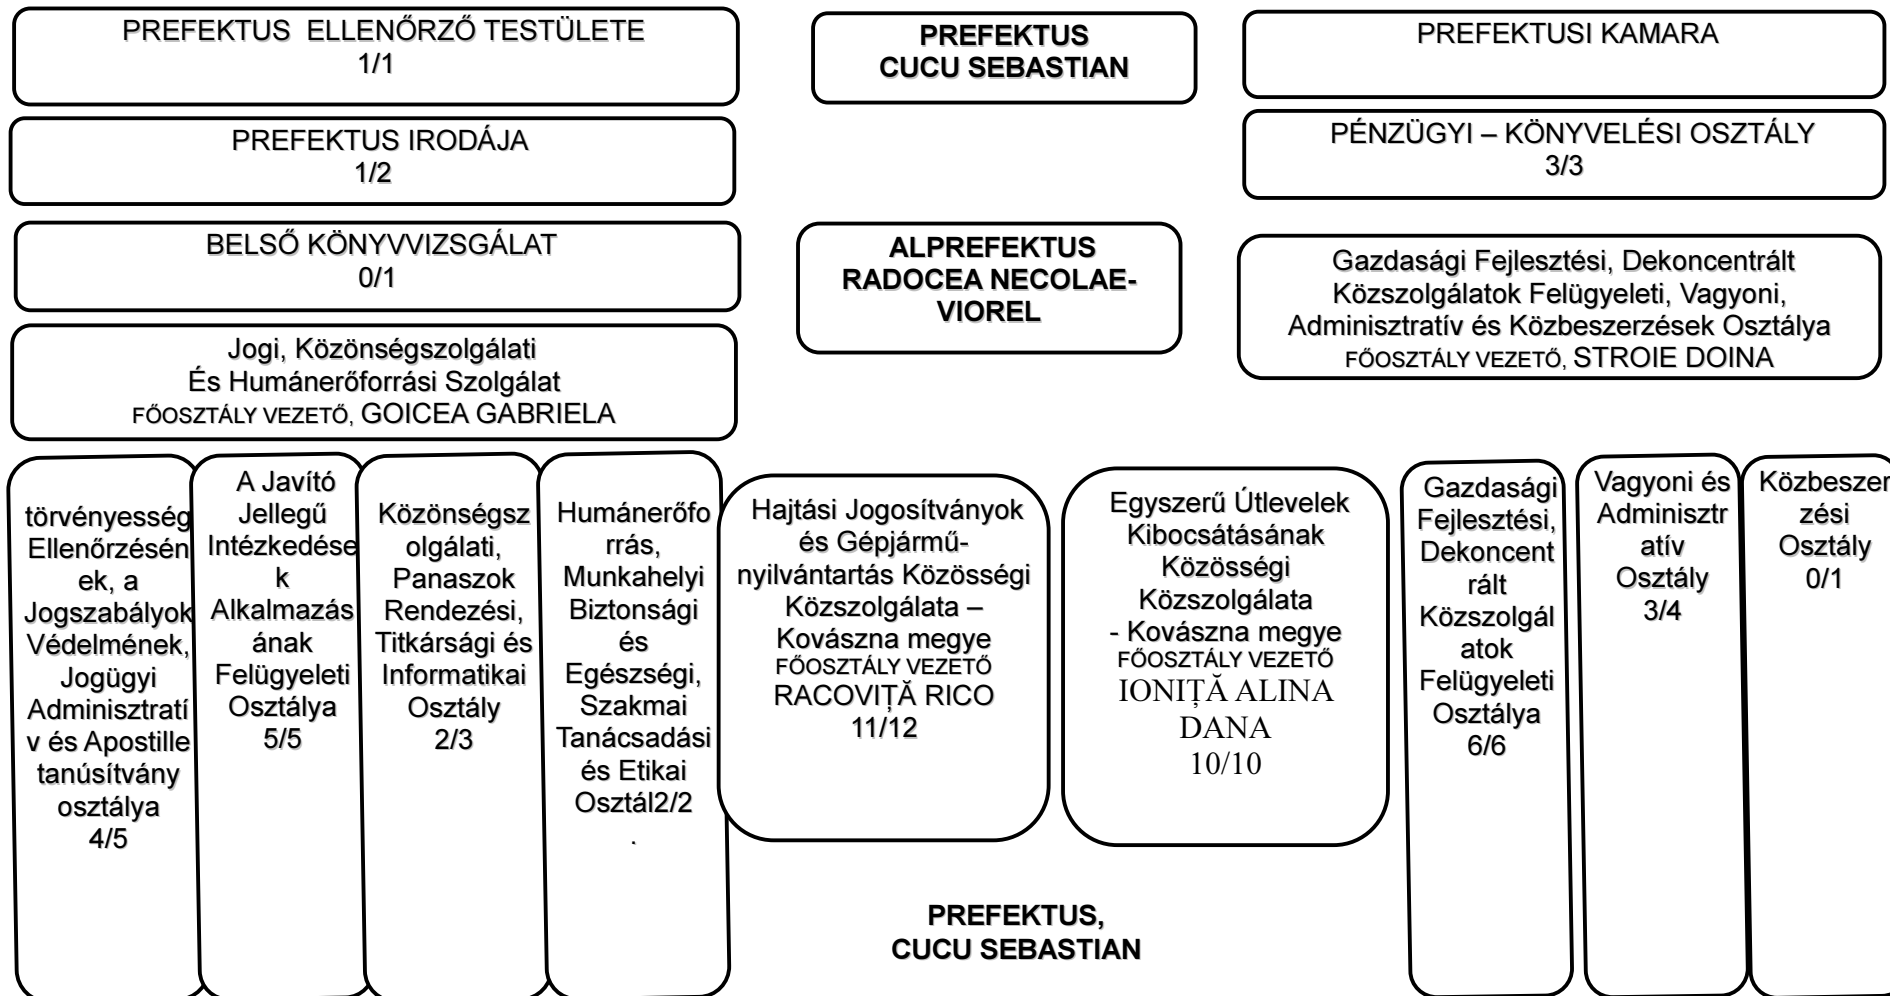 PREFEKTUS ELLENŐRZŐ TESTÜLETE
1/1
PREFEKTUS
CUCU SEBASTIAN
PREFEKTUSI KAMARA
PREFEKTUS IRODÁJA
1/2
PÉNZÜGYI – KÖNYVELÉSI OSZTÁLY
3/3
BELSŐ KÖNYVVIZSGÁLAT
0/1
ALPREFEKTUS
RADOCEA NECOLAE-
VIOREL
Gazdasági Fejlesztési, Dekoncentrált
Közszolgálatok Felügyeleti, Vagyoni,
Adminisztratív és Közbeszerzések Osztálya
FŐOSZTÁLY VEZETŐ, STROIE DOINA
Jogi, Közönségszolgálati
És Humánerőforrási Szolgálat
FŐOSZTÁLY VEZETŐ, GOICEA GABRIELA
törvényesség
Ellenőrzésén
ek, a
Jogszabályok
Védelmének,
Jogügyi
Adminisztratí
v és Apostille
tanúsítvány
osztálya
4/5
A Javító
Jellegű
Intézkedése
k
Alkalmazás
ának
Felügyeleti
Osztálya
5/5
Közönségsz
olgálati,
Panaszok
Rendezési,
Titkársági és
Informatikai
Osztály
2/3
Humánerőfo
rrás,
Munkahelyi
Biztonsági
és
Egészségi,
Szakmai
Tanácsadási
és Etikai
Osztál2/2
.
Hajtási Jogosítványok
és Gépjármű-
nyilvántartás Közösségi
Közszolgálata –
Kovászna megye
FŐOSZTÁLY VEZETŐ
RACOVIȚĂ RICO
11/12
Egyszerű Útlevelek
Kibocsátásának
Közösségi
Közszolgálata
- Kovászna megye
FŐOSZTÁLY VEZETŐ
IONIȚĂ ALINA
DANA
10/10
Gazdasági
Fejlesztési,
Dekoncent
rált
Közszolgál
atok
Felügyeleti
Osztálya
6/6
Vagyoni és
Adminisztr
atív
Osztály
3/4
Közbeszer
zési
Osztály
0/1
PREFEKTUS,
CUCU SEBASTIAN